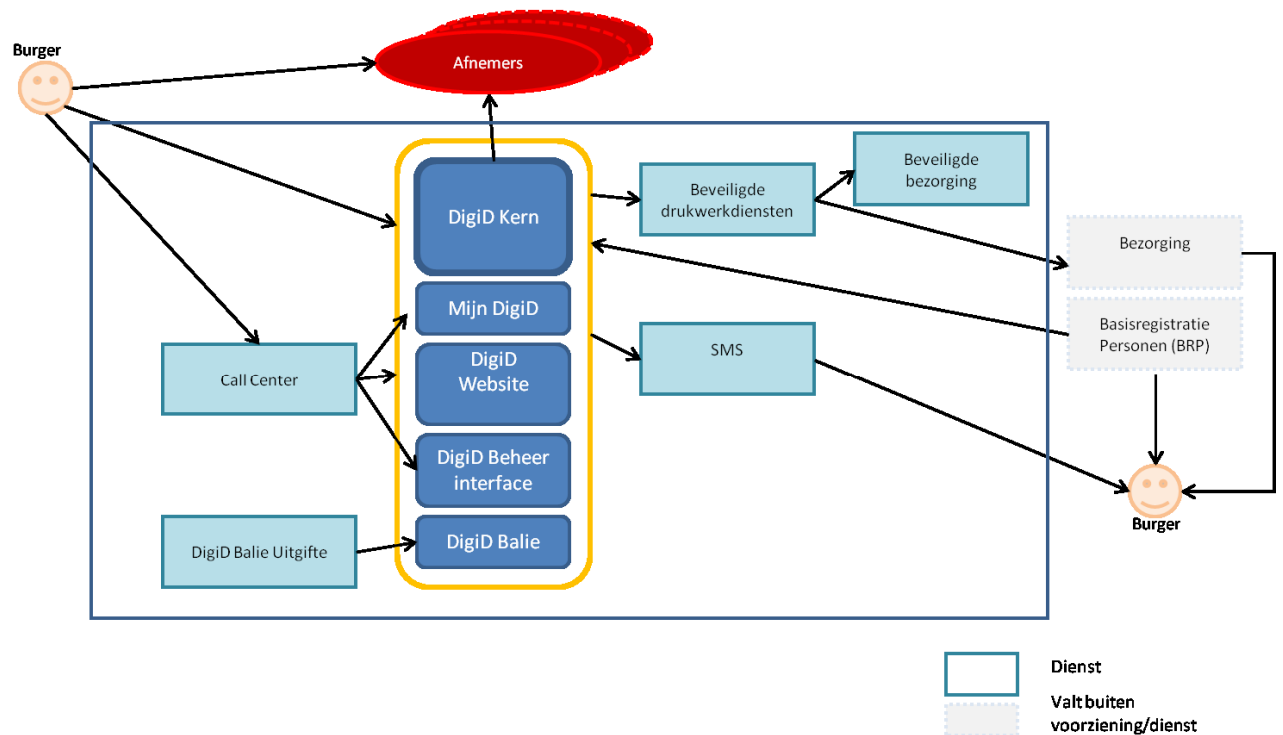 Burger
Afnemers
DigiD Kern
Beveiligde
drukwerkdiensten
Beveiligde
bezorging
Bezorging
Mijn DigiD
Basisregistratie
Personen (BRP)
SMS
DigiD
Website
Call Center
DigiD Beheer
interface
Burger
DigiD Balie Uitgifte
DigiD Balie
Dienst
Valt buiten
voorziening/dienst